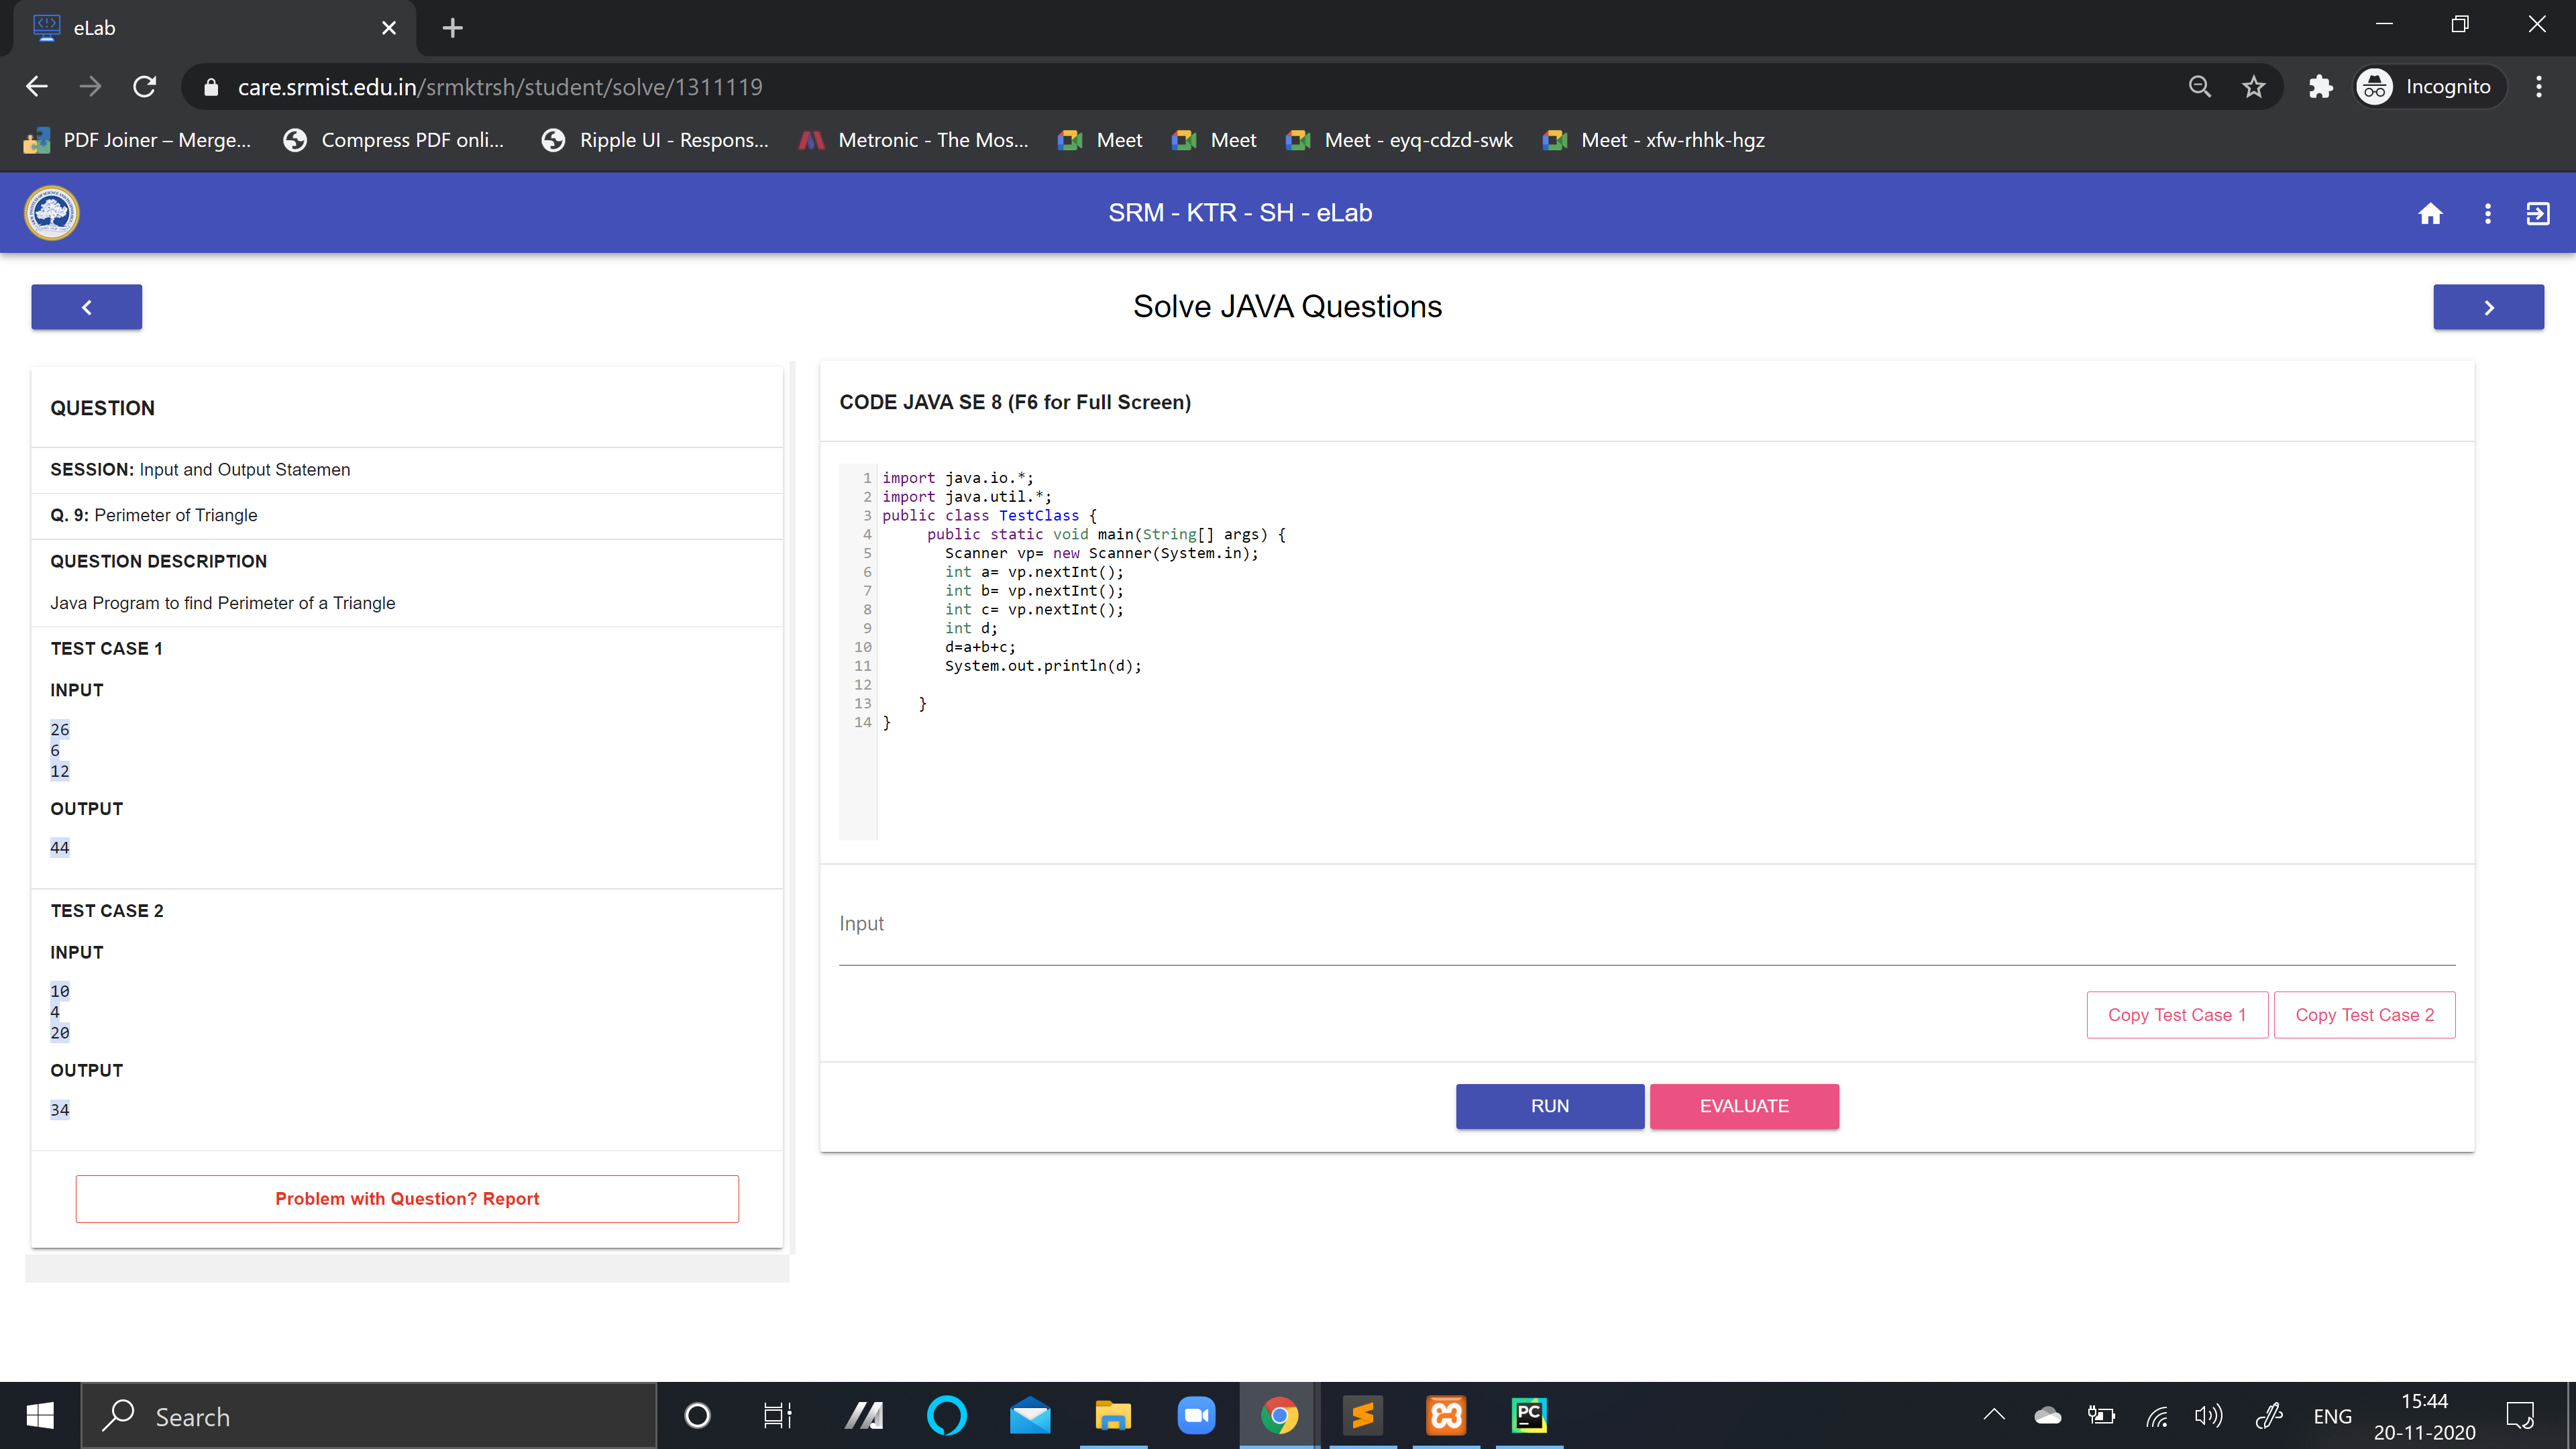 eLab
care.srmist.edu.in/srmktrsh/student/solve/1311119
Incognito
PDF Joiner – Merge...
Compress PDF onli...
Ripple UI - Respons...
Metronic - The Mos...
Meet
Meet
Meet - eyq-cdzd-swk
Meet - xfw-rhhk-hgz
SRM - KTR - SH - eLab
Solve JAVA Questions
QUESTION
SESSION: Input and Output Statemen
Q. 9: Perimeter of Triangle
QUESTION DESCRIPTION
Java Program to find Perimeter of a Triangle
TEST CASE 1
INPUT
26
6
12
OUTPUT
44
TEST CASE 2
INPUT
10
4
20
OUTPUT
34
Problem with Question? Report
CODE JAVA SE 8 (F6 for Full Screen)
1 import java.io.*;
2 import java.util.*;
3 public class TestClass {
4 public static void main(String[] args) {
5 Scanner vp= new Scanner(System.in);
6 int a= vp.nextInt();
7 int b= vp.nextInt();
8 int c= vp.nextInt();
9 int d;
10 d=a+b+c;
11 System.out.println(d);
12
13 }
14 }
Input
Copy Test Case 1
Copy Test Case 2
RUN
EVALUATE
Search
PC
ENG
15:44
20-11-2020